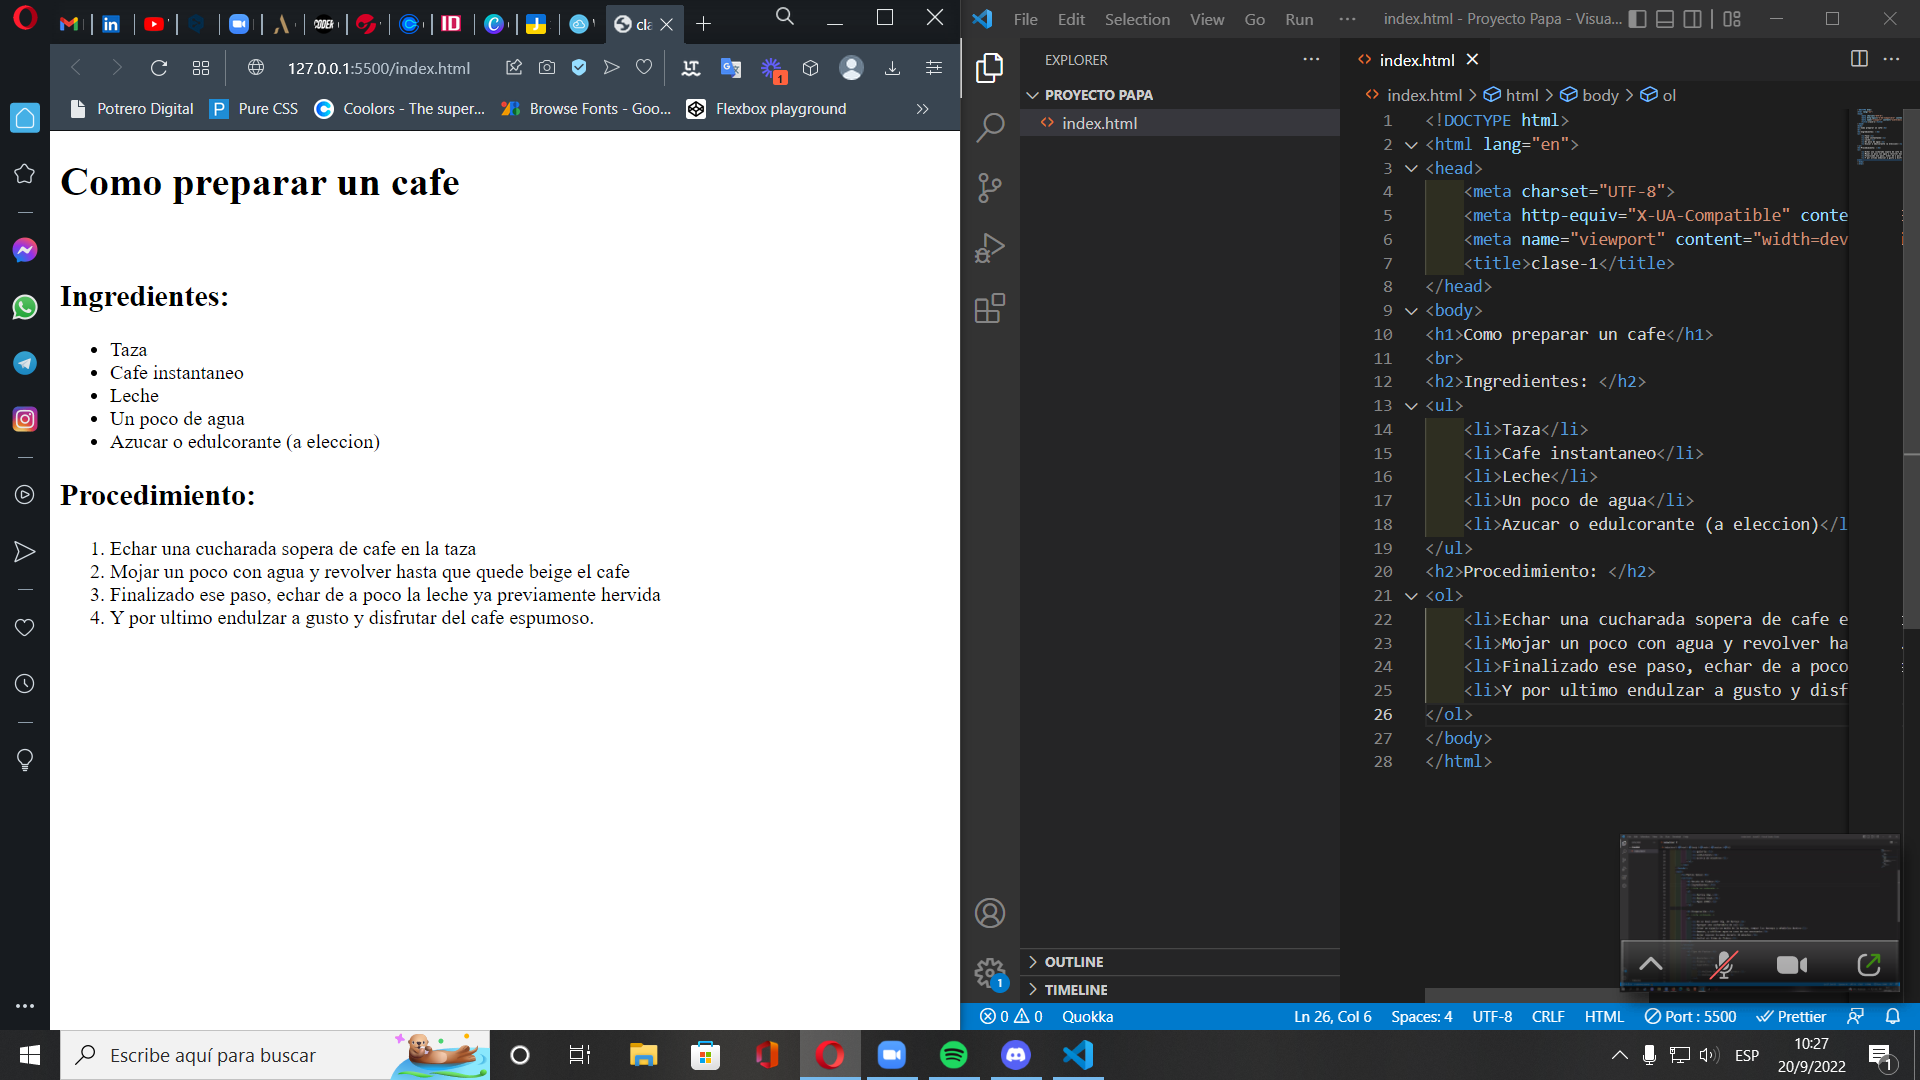 cla
127.0.0.1:5500/index.html
1
Potrero Digital
Pure CSS
Coolors - The super...
Browse Fonts - Goo...
Flexbox playground
Como preparar un cafe
Ingredientes:
• Taza
• Cafe instantaneo
• Leche
• Un poco de agua
• Azucar o edulcorante (a eleccion)
Procedimiento:
1. Echar una cucharada sopera de cafe en la taza
2. Mojar un poco con agua y revolver hasta que quede beige el cafe
3. Finalizado ese paso, echar de a poco la leche ya previamente hervida
4. Y por ultimo endulzar a gusto y disfrutar del cafe espumoso.
File Edit Selection View Go Run ··· index.html - Proyecto Papa - Visua...
EXPLORER
PROYECTO PAPA
index.html
OUTLINE
TIMELINE
1
index.html
index.html > html > body > ol
1 <!DOCTYPE html>
2 <html lang="en">
3 <head>
4 <meta charset="UTF-8">
5 <meta http-equiv="X-UA-Compatible" conte
6 <meta name="viewport" content="width=dev
7 <title>clase-1</title>
8 </head>
9 <body>
10 <h1>Como preparar un cafe</h1>
11 <br>
12 <h2>Ingredientes: </h2>
13 <ul>
14 <li>Taza</li>
15 <li>Cafe instantaneo</li>
16 <li>Leche</li>
17 <li>Un poco de agua</li>
18 <li>Azucar o edulcorante (a eleccion)</l
19 </ul>
20 <h2>Procedimiento: </h2>
21 <ol>
22 <li>Echar una cucharada sopera de cafe e
23 <li>Mojar un poco con agua y revolver ha
24 <li>Finalizado ese paso, echar de a poco
25 <li>Y por ultimo endulzar a gusto y disf
26 </ol>
27 </body>
28 </html>
0 0 Quokka
Ln 26, Col 6 Spaces: 4 UTF-8 CRLF HTML Port : 5500 Prettier
Escribe aquí para buscar
ESP
10:27
20/9/2022
1